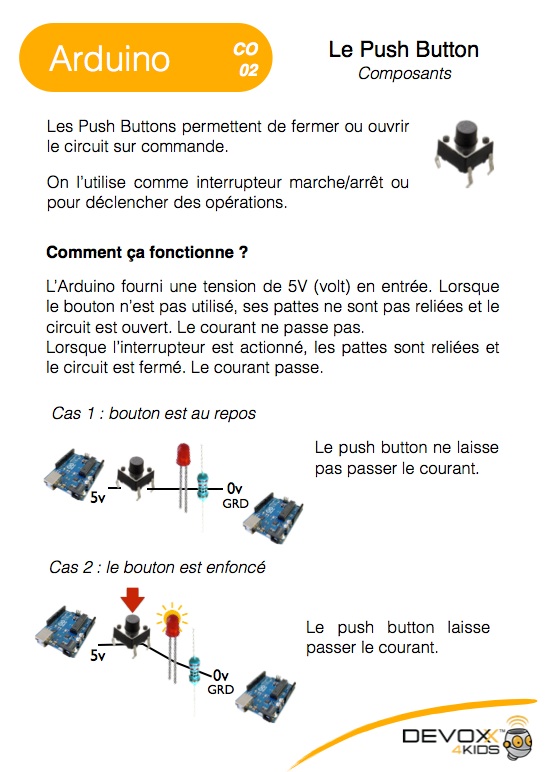 Arduino
CO
02
Le Push Button
Composants
Les Push Buttons permettent de fermer ou ouvrir
le circuit sur commande.
On l'utilise comme interrupteur marche/arrêt ou
pour déclencher des opérations.
Comment ça fonctionne ?
L'Arduino fourni une tension de 5V (volt) en entrée. Lorsque
le bouton n'est pas utilisé, ses pattes ne sont pas reliées et le
circuit est ouvert. Le courant ne passe pas.
Lorsque l'interrupteur est actionné, les pattes sont reliées et
le circuit est fermé. Le courant passe.
Cas 1 : bouton est au repos
Le push button ne laisse
pas passer le courant.
5v
0v
GRD
Cas 2 : le bouton est enfoncé
Le push button laisse
passer le courant.
5v
0v
GRD
DEVOXX™
4KIDS